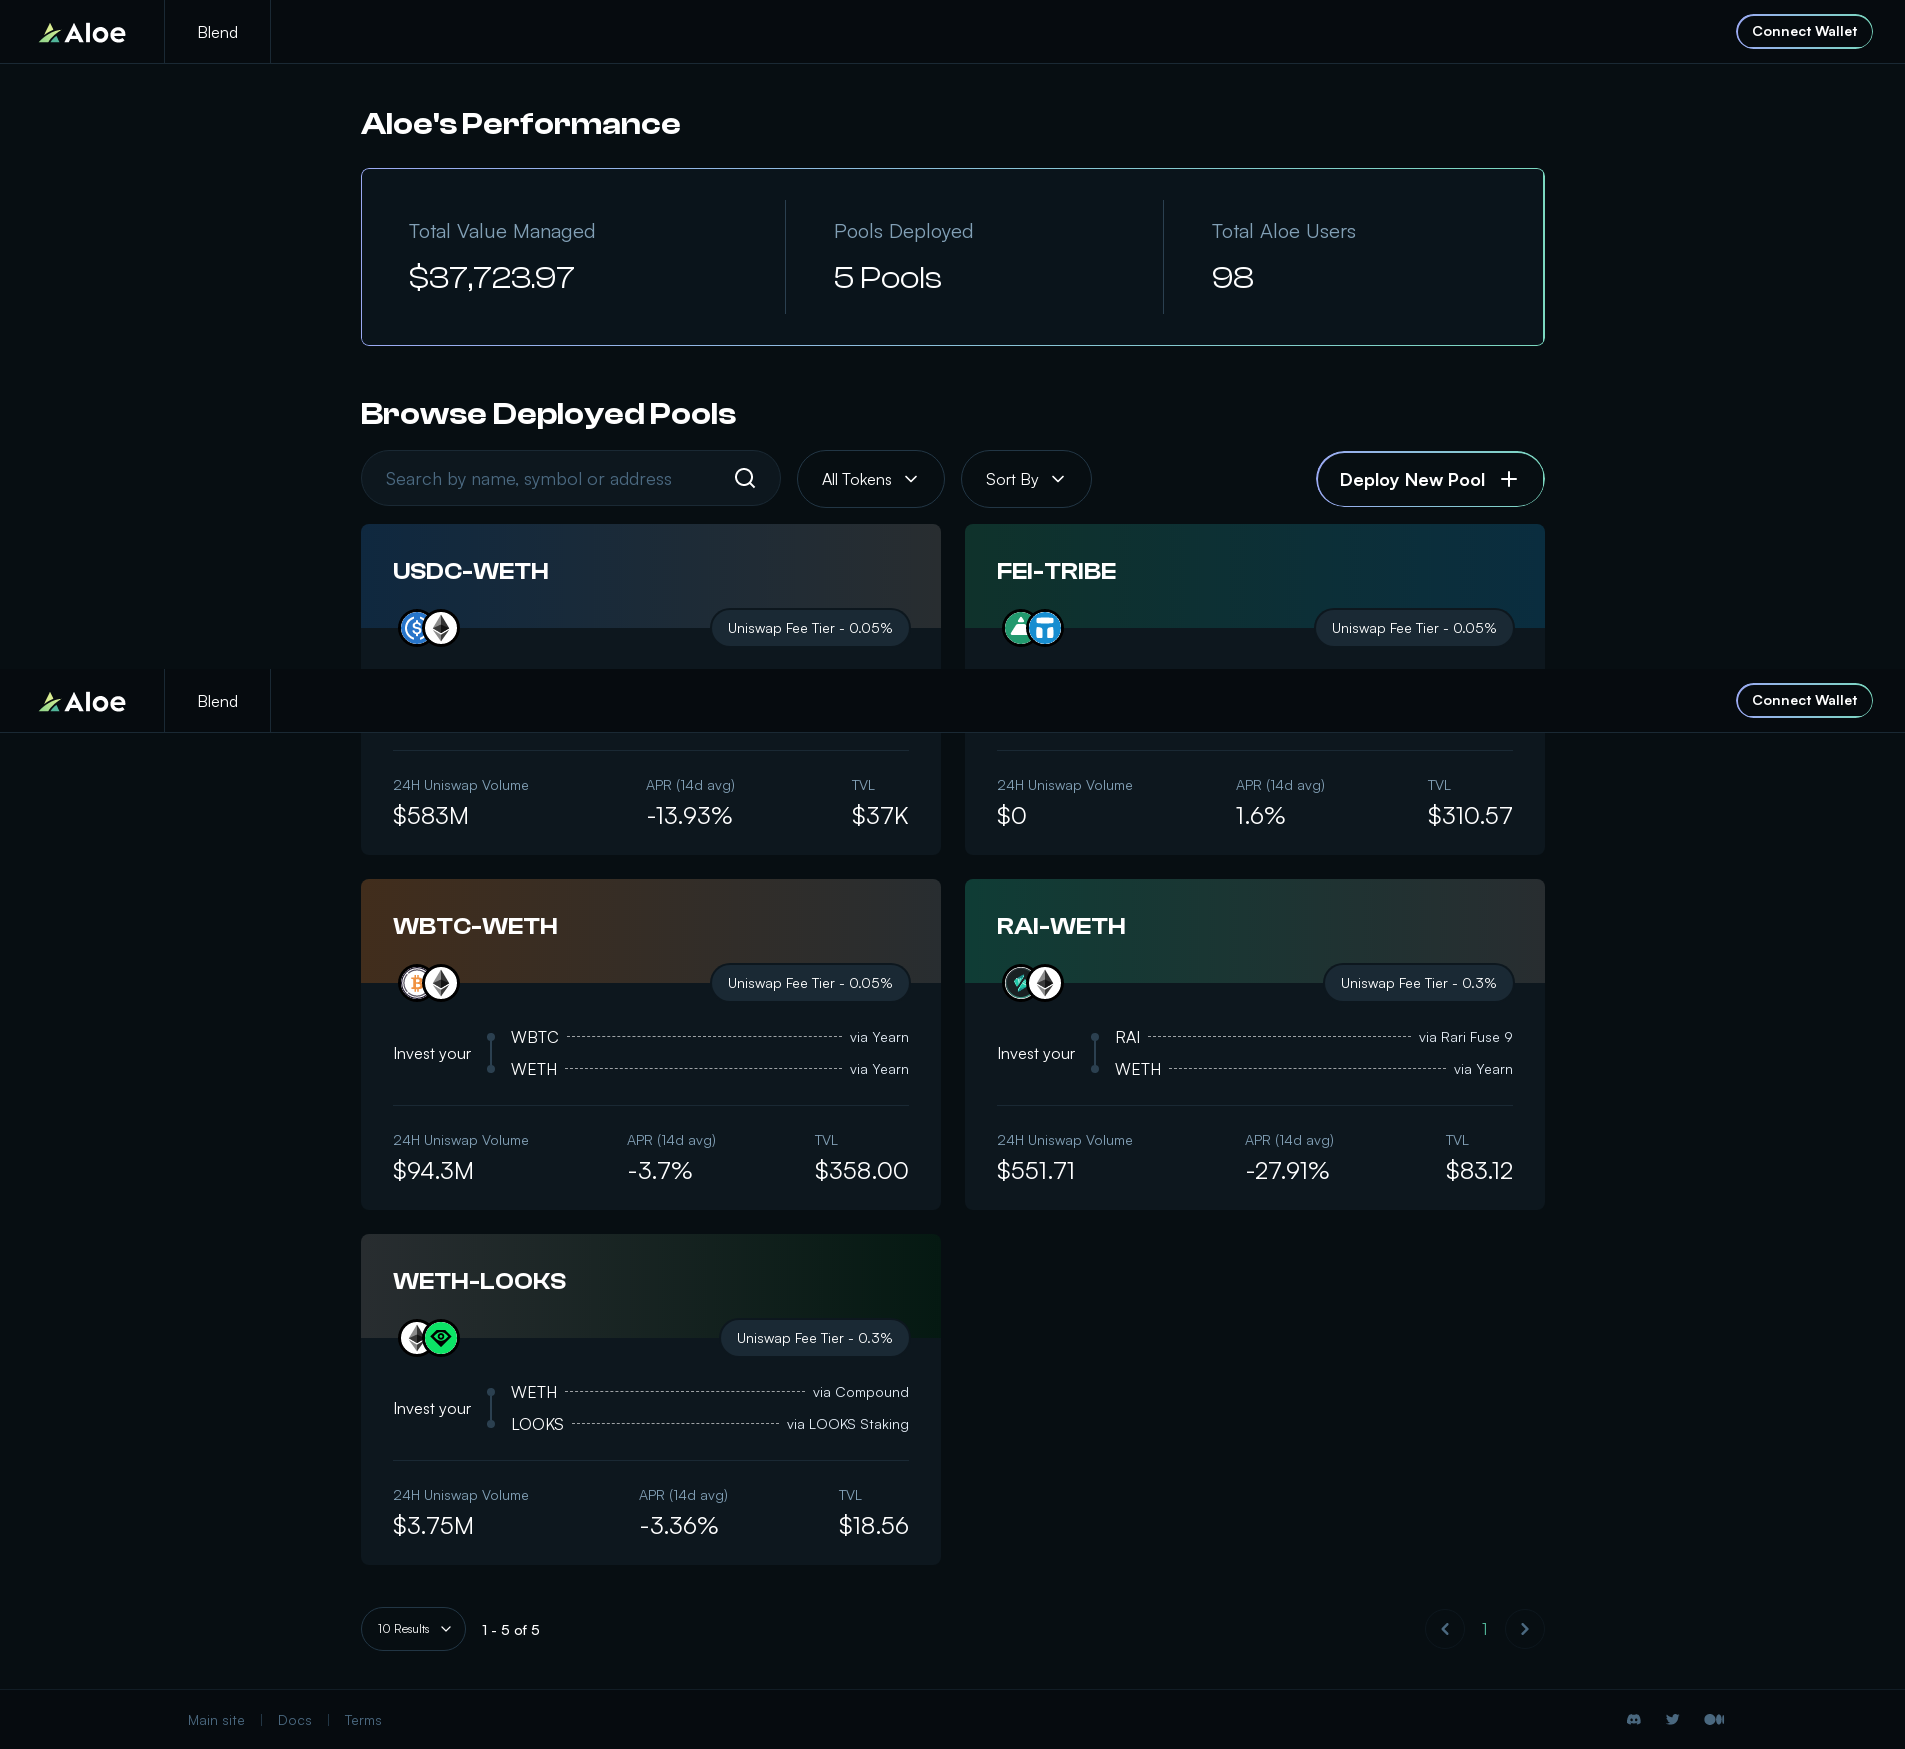 Aloe Blend Connect Wallet
Aloe's Performance
Total Value Managed Pools Deployed Total Aloe Users
$37,723.97 5 Pools 98
Browse Deployed Pools
Search by name, symbol or address All Tokens Sort By Deploy New Pool
USDC-WETH FEI-TRIBE
Uniswap Fee Tier - 0.05% Uniswap Fee Tier - 0.05%
Aloe Blend Connect Wallet
24H Uniswap Volume APR (14d avg) TVL 24H Uniswap Volume APR (14d avg) TVL
$583M -13.93% $37K $0 1.6% $310.57
WBTC-WETH RAI-WETH
Uniswap Fee Tier - 0.05% Uniswap Fee Tier - 0.3%
WBTC via Yearn RAI via Rari Fuse 9
Invest your Invest your
WETH via Yearn WETH via Yearn
24H Uniswap Volume APR (14d avg) TVL 24H Uniswap Volume APR (14d avg) TVL
$94.3M -3.7% $358.00 $551.71 -27.91% $83.12
WETH-LOOKS
Uniswap Fee Tier - 0.3%
WETH via Compound
Invest your
LOOKS via LOOKS Staking
24H Uniswap Volume APR (14d avg) TVL
$3.75M -3.36% $18.56
10 Results 1 - 5 of 5 1
Main site | Docs | Terms